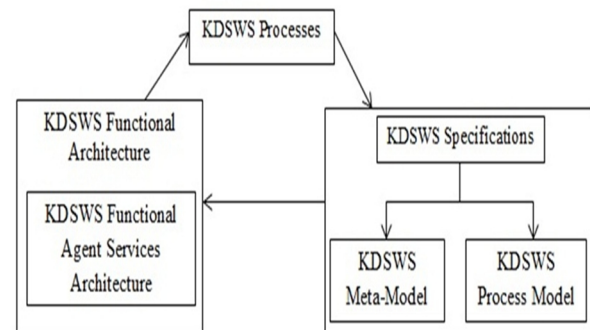 KDSWS Processes
KDSWS Functional
Architecture
KDSWS Functional
Agent Services
Architecture
KDSWS Specifications
KDSWS
Meta-Model
KDSWS
Process Model